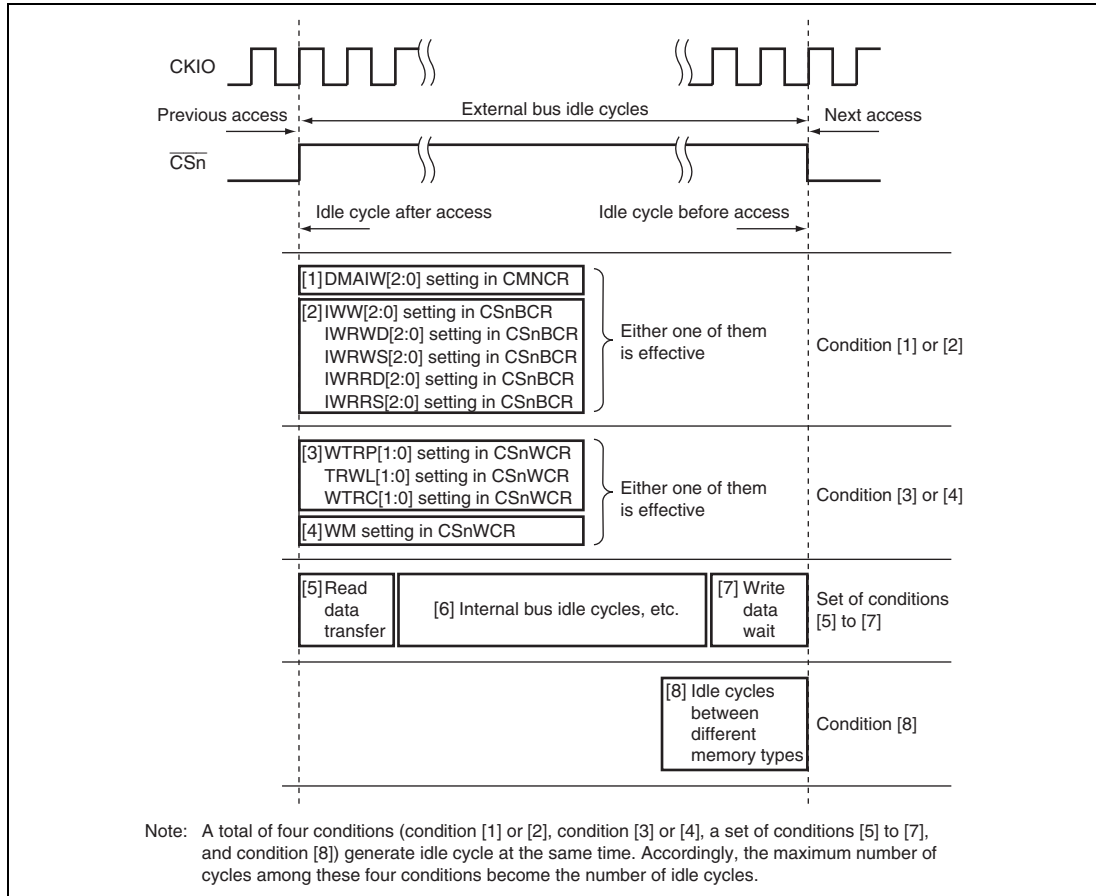 CKIO
Previous access
External bus idle cycles
Next access
CSn
Idle cycle after access
Idle cycle before access
[1] DMAIW[2:0] setting in CMNCR
[2] IWW[2:0] setting in CSnBCR
IWRWD[2:0] setting in CSnBCR
IWRWS[2:0] setting in CSnBCR
IWRRD[2:0] setting in CSnBCR
IWRRS[2:0] setting in CSnBCR
Either one of them
is effective
Condition [1] or [2]
[3] WTRP[1:0] setting in CSnWCR
TRWL[1:0] setting in CSnWCR
WTRC[1:0] setting in CSnWCR
[4] WM setting in CSnWCR
Either one of them
is effective
Condition [3] or [4]
[5] Read
data
transfer
[6] Internal bus idle cycles, etc.
[7] Write
data
wait
Set of conditions
[5] to [7]
[8] Idle cycles
between
different
memory types
Condition [8]
Note: A total of four conditions (condition [1] or [2], condition [3] or [4], a set of conditions [5] to [7],
and condition [8]) generate idle cycle at the same time. Accordingly, the maximum number of
cycles among these four conditions become the number of idle cycles.